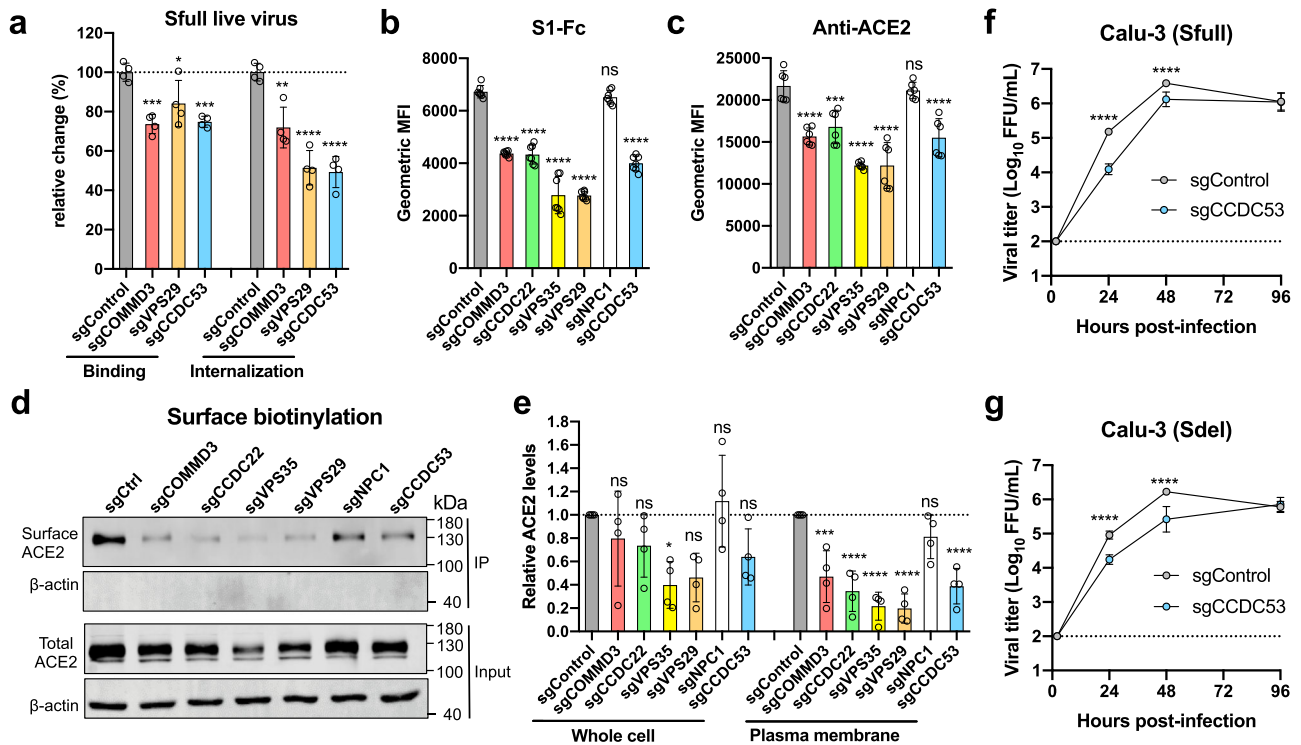 a
Sfull live virus
relative change (%)
120
100
80
60
40
20
0
*
***
***
**
****
****
sgControl
sgCOMMD3
sgVPS29
sgCCDC53
sgControl
sgCOMMD3
sgVPS29
sgCCDC53
Binding
Internalization
b
S1-Fc
Geometric MFI
8000
6000
4000
2000
0
****
****
****
****
ns
****
sgControl
sgCOMMD3
sgCCDC22
sgVPS35
sgVPS29
sgNPC1
sgCCDC53
c
Anti-ACE2
Geometric MFI
25000
20000
15000
10000
5000
0
****
***
****
****
ns
****
sgControl
sgCOMMD3
sgCCDC22
sgVPS35
sgVPS29
sgNPC1
sgCCDC53
f
Calu-3 (Sfull)
Viral titer (Log10 FFU/mL)
7
6
5
4
3
2
1
****
****
sgControl
sgCCDC53
0 24 48 72 96
Hours post-infection
d
Surface biotinylation
sgCtrl
sgCOMMD3
sgCCDC22
sgVPS35
sgVPS29
sgNPC1
sgCCDC53
kDa
Surface
ACE2
180
130
100
IP
β-actin
40
Total
ACE2
180
130
100
Input
β-actin
40
e
Relative ACE2 levels
1.8
1.6
1.4
1.2
1.0
0.8
0.6
0.4
0.2
0.0
ns
ns
*
ns
ns
ns
***
****
****
****
ns
****
sgControl
sgCOMMD3
sgCCDC22
sgVPS35
sgVPS29
sgNPC1
sgCCDC53
sgControl
sgCOMMD3
sgCCDC22
sgVPS35
sgVPS29
sgNPC1
sgCCDC53
Whole cell
Plasma membrane
g
Calu-3 (Sdel)
Viral titer (Log10 FFU/mL)
7
6
5
4
3
2
1
****
****
sgControl
sgCCDC53
0 24 48 72 96
Hours post-infection